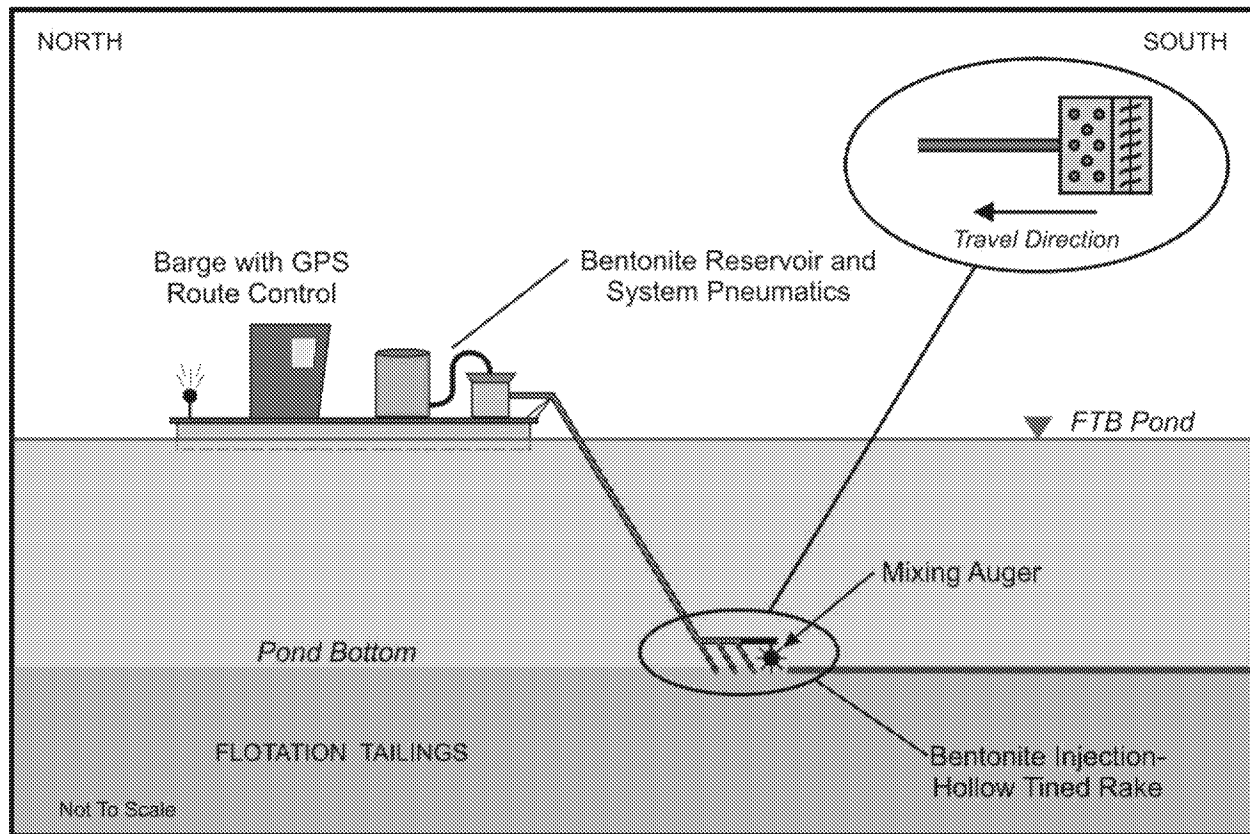 NORTH
SOUTH
Travel Direction
Barge with GPS
Route Control
Bentonite Reservoir and
System Pneumatics
FTB Pond
Mixing Auger
Pond Bottom
FLOTATION TAILINGS
Bentonite Injection-
Hollow Tined Rake
Not To Scale